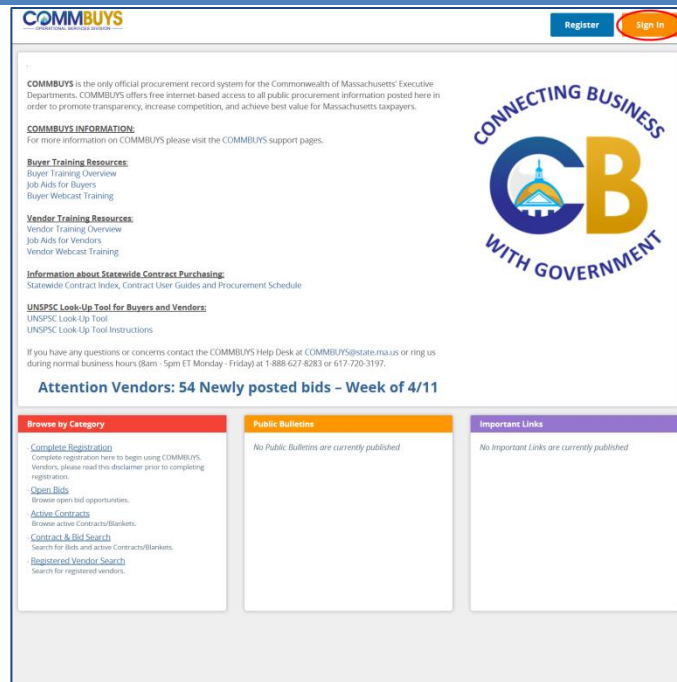 COMMBUYS
OPERATIONAL SERVICES DIVISION
Register
Sign In
COMMBUYS is the only official procurement record system for the Commonwealth of Massachusetts' Executive
Departments. COMMBUYS offers free internet-based access to all public procurement information posted here in
order to promote transparency, increase competition, and achieve best value for Massachusetts taxpayers.
COMMBUYS INFORMATION:
For more information on COMMBUYS please visit the COMMBUYS support pages.
Buyer Training Resources:
Buyer Training Overview
Job Aids for Buyers
Buyer Webcast Training
Vendor Training Resources:
Vendor Training Overview
Job Aids for Vendors
Vendor Webcast Training
Information about Statewide Contract Purchasing:
Statewide Contract Index, Contract User Guides and Procurement Schedule
UNSPSC Look-Up Tool for Buyers and Vendors:
UNSPSC Look-Up Tool
UNSPSC Look-Up Tool Instructions
If you have any questions or concerns contact the COMMBUYS Help Desk at COMMBUYS@state.ma.us or ring us
during normal business hours (8am - 5pm ET Monday - Friday) at 1-888-627-8283 or 617-720-3197.
CONNECTING BUSINESS
CB
WITH GOVERNMENT
Attention Vendors: 54 Newly posted bids – Week of 4/11
Browse by Category
Complete Registration
Complete registration here to begin using COMMBUYS.
Vendors, please read this disclaimer prior to completing
registration.
Open Bids
Browse open bid opportunities.
Active Contracts
Browse active Contracts/Blankets.
Contract & Bid Search
Search for Bids and active Contracts/Blankets.
Registered Vendor Search
Search for registered vendors.
Public Bulletins
No Public Bulletins are currently published
Important Links
No Important Links are currently published